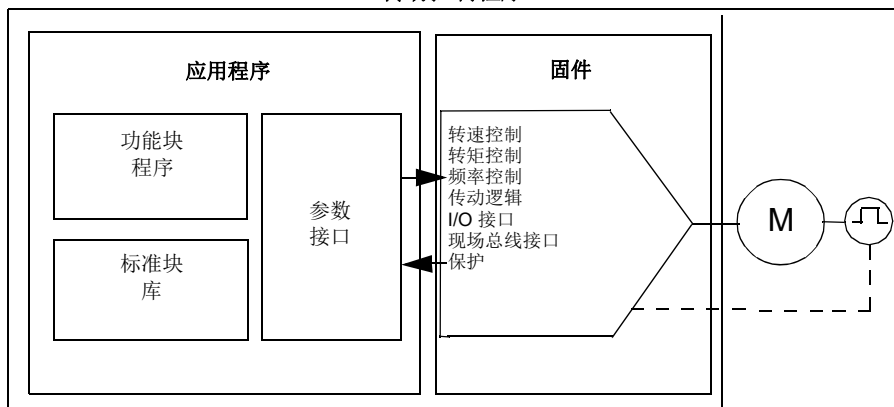 应用程序
固件
功能块
程序
标准块
库
参数
接口
转速控制
转矩控制
频率控制
传动逻辑
I/O 接口
现场总线接口
保护
M